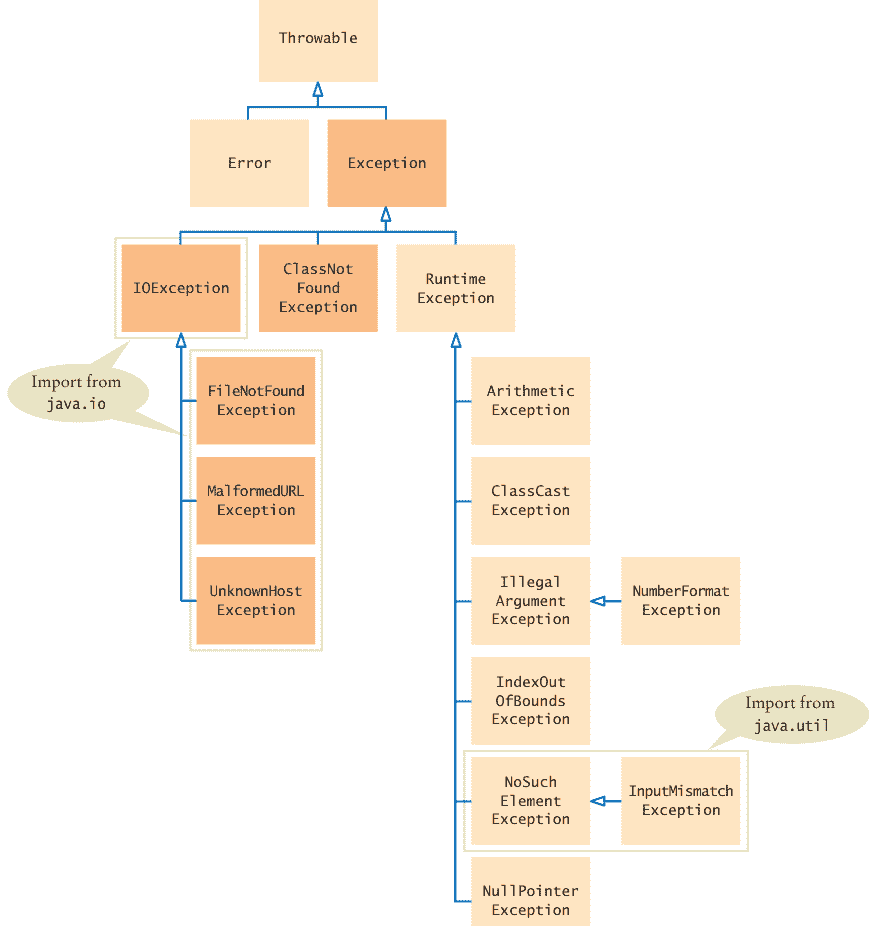 Throwable
Error
Exception
IOException
ClassNot
Found
Exception
Runtime
Exception
Import from
java.io
FileNotFound
Exception
MalformedURL
Exception
UnknownHost
Exception
Arithmetic
Exception
ClassCast
Exception
Illegal
Argument
Exception
NumberFormat
Exception
IndexOut
OfBounds
Exception
Import from
java.util
NoSuch
Element
Exception
InputMismatch
Exception
NullPointer
Exception